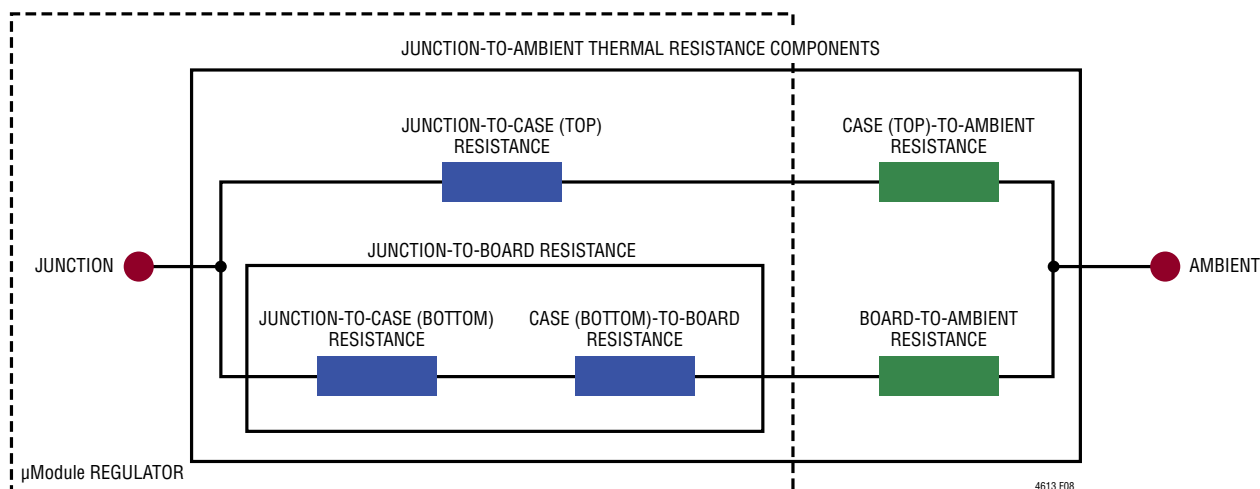 JUNCTION-TO-AMBIENT THERMAL RESISTANCE COMPONENTS
JUNCTION-TO-CASE (TOP)
RESISTANCE
CASE (TOP)-TO-AMBIENT
RESISTANCE
JUNCTION
JUNCTION-TO-BOARD RESISTANCE
AMBIENT
JUNCTION-TO-CASE (BOTTOM)
RESISTANCE
CASE (BOTTOM)-TO-BOARD
RESISTANCE
BOARD-TO-AMBIENT
RESISTANCE
µModule REGULATOR
4613 F08